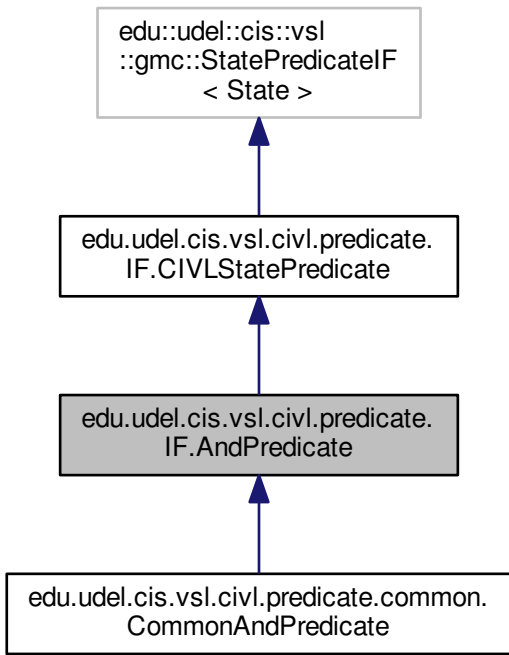 edu::udel::cis::vsl
::gmc::StatePredicateIF
< State >
edu.udel.cis.vsl.civl.predicate.
IF.CIVLStatePredicate
edu.udel.cis.vsl.civl.predicate.
IF.AndPredicate
edu.udel.cis.vsl.civl.predicate.common.
CommonAndPredicate